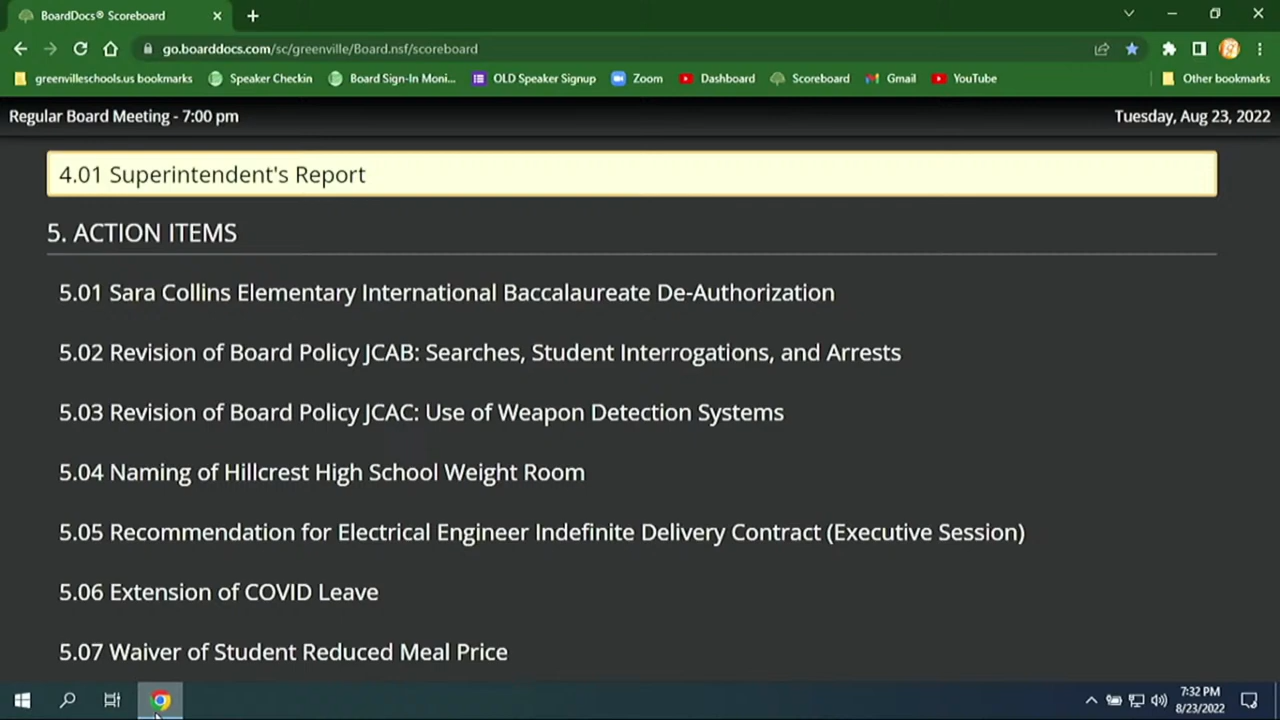 BoardDocs® Scoreboard
go.boarddocs.com/sc/greenville/Board.nsf/scoreboard
greenvilleschools.us bookmarks Speaker Checkin Board Sign-In Moni... OLD Speaker Signup Zoom Dashboard Scoreboard Gmail YouTube Other bookmarks
Regular Board Meeting - 7:00 pm Tuesday, Aug 23, 2022
4.01 Superintendent's Report
5. ACTION ITEMS
5.01 Sara Collins Elementary International Baccalaureate De-Authorization
5.02 Revision of Board Policy JCAB: Searches, Student Interrogations, and Arrests
5.03 Revision of Board Policy JCAC: Use of Weapon Detection Systems
5.04 Naming of Hillcrest High School Weight Room
5.05 Recommendation for Electrical Engineer Indefinite Delivery Contract (Executive Session)
5.06 Extension of COVID Leave
5.07 Waiver of Student Reduced Meal Price
7:32 PM
8/23/2022